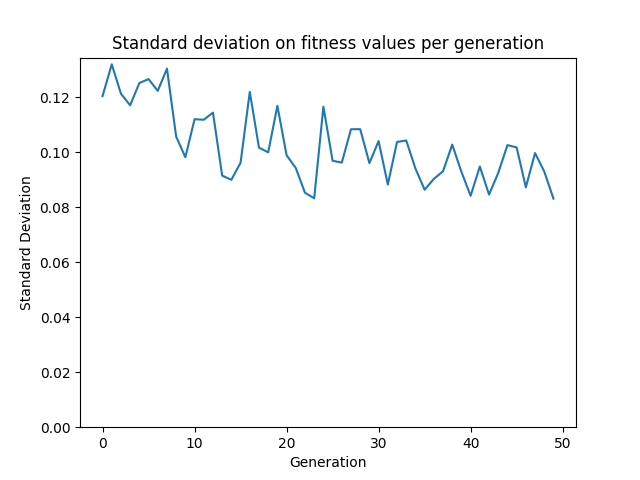 Standard deviation on fitness values per generation
0.12
0.10
0.08
0.06
0.04
0.02
0.00
Standard Deviation
0 10 20 30 40 50
Generation